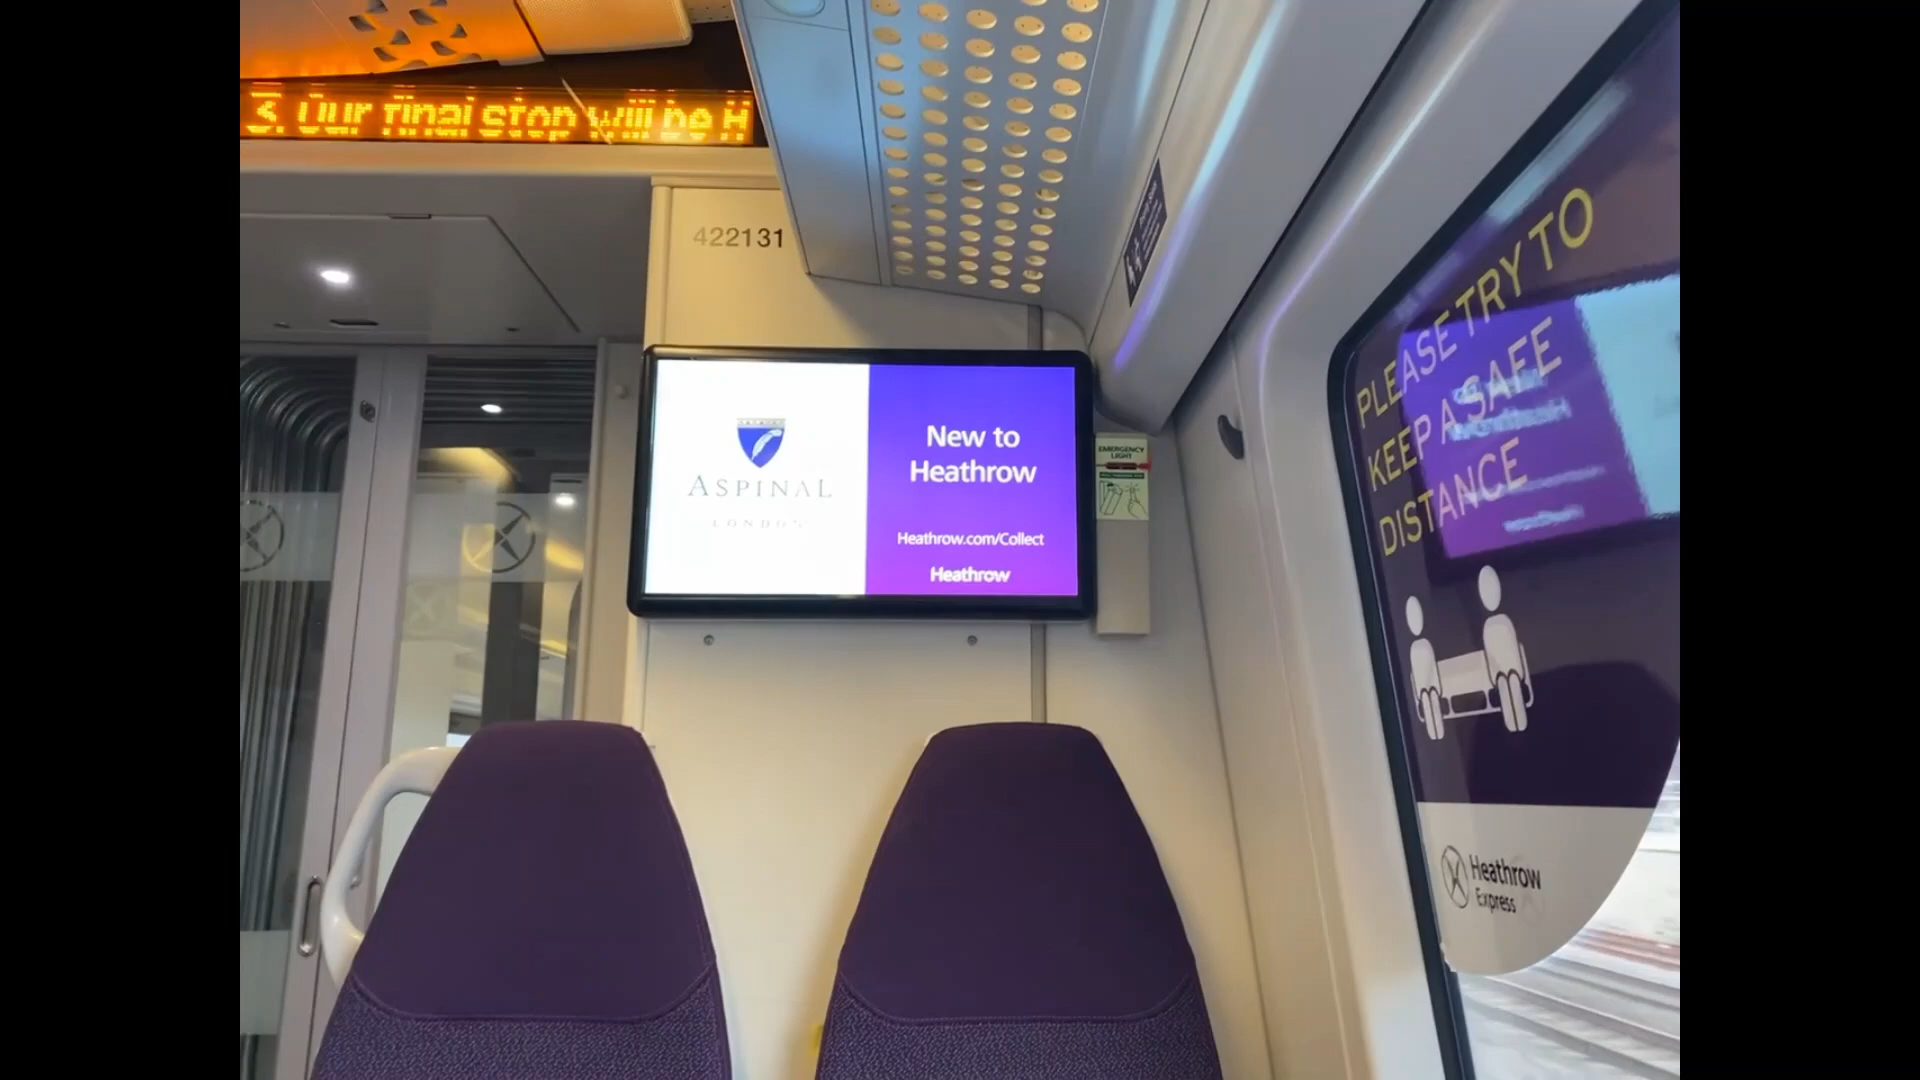 3. Our final stop will be H
422131
ASPINAL
LONDON
New to
Heathrow
Heathrow.com/Collect
Heathrow
EMERGENCY
LIGHT
PLEASE TRY TO
KEEP A SAFE
DISTANCE
Heathrow
Express